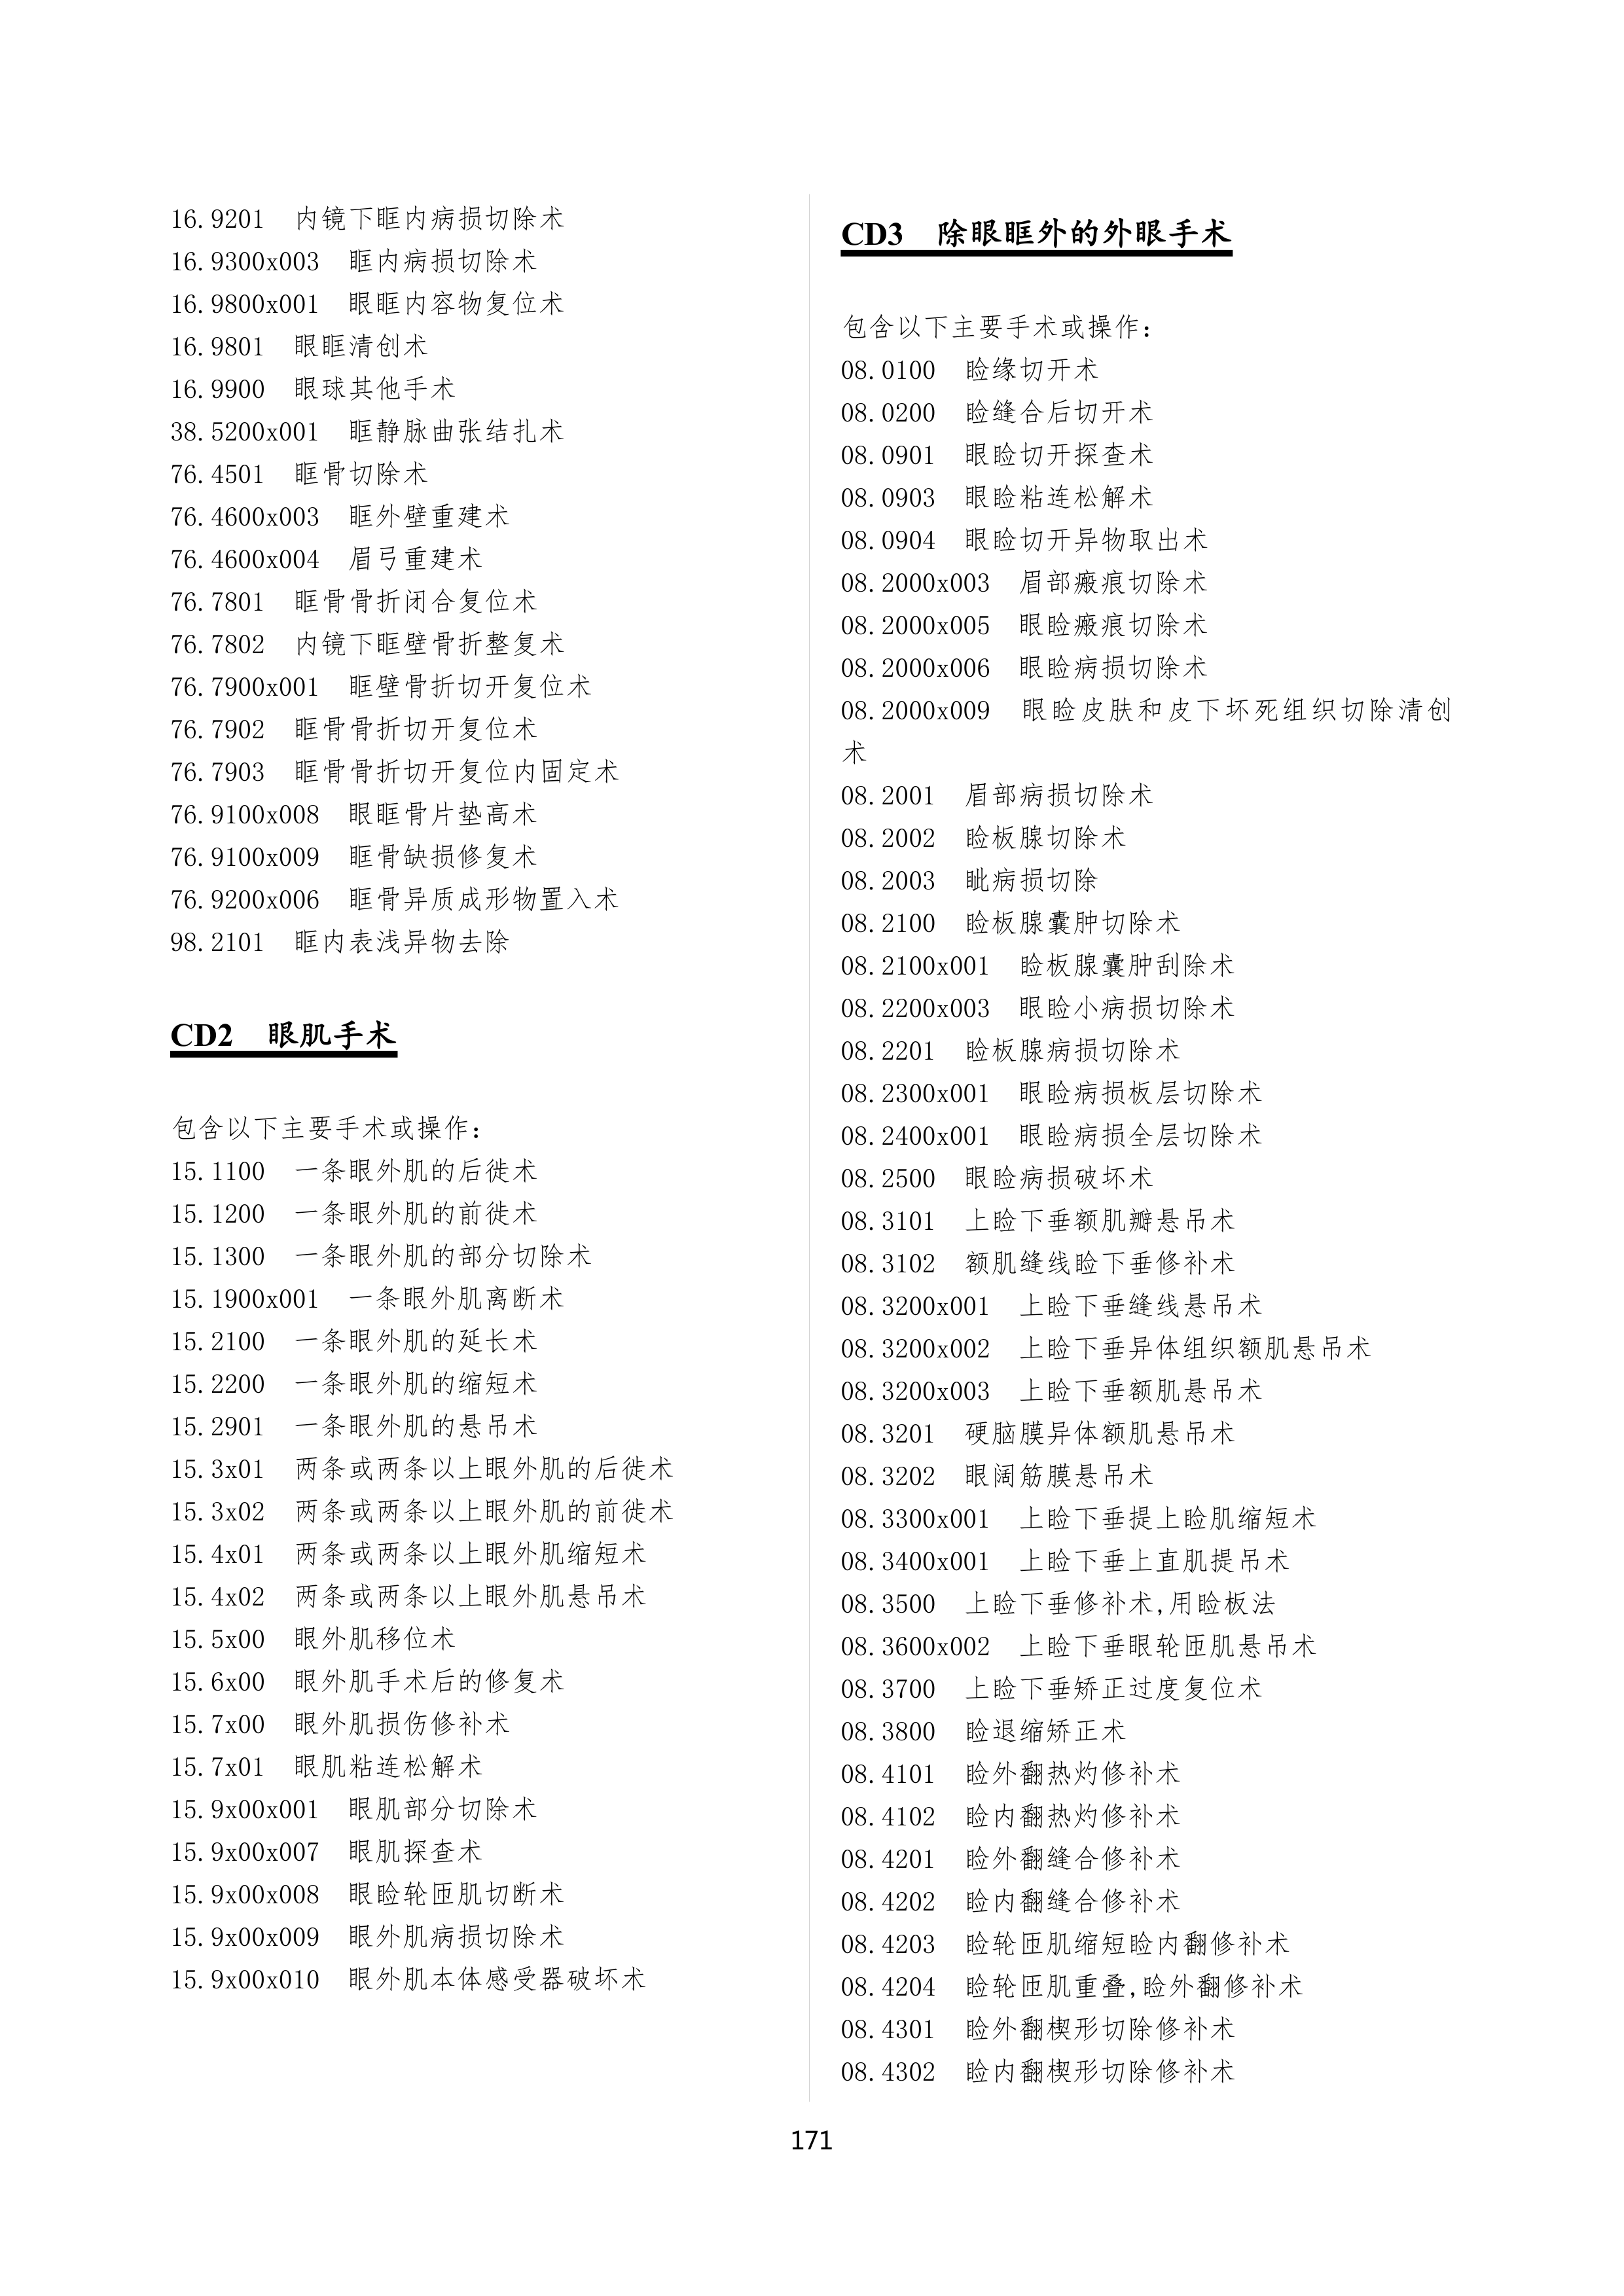 16.9201 内镜下眶内病损切除术
16.9300x003 眶内病损切除术
16.9800x001 眼眶内容物复位术
16.9801 眼眶清创术
16.9900 眼球其他手术
38.5200x001 眶静脉曲张结扎术
76.4501 眶骨切除术
76.4600x003 眶外壁重建术
76.4600x004 眉弓重建术
76.7801 眶骨骨折闭合复位术
76.7802 内镜下眶壁骨折整复术
76.7900x001 眶壁骨折切开复位术
76.7902 眶骨骨折切开复位术
76.7903 眶骨骨折切开复位内固定术
76.9100x008 眼眶骨片垫高术
76.9100x009 眶骨缺损修复术
76.9200x006 眶骨异质成形物置入术
98.2101 眶内表浅异物去除
CD2 眼肌手术
包含以下主要手术或操作:
15.1100 一条眼外肌的后徙术
15.1200 一条眼外肌的前徙术
15.1300 一条眼外肌的部分切除术
15.1900x001 一条眼外肌离断术
15.2100 一条眼外肌的延长术
15.2200 一条眼外肌的缩短术
15.2901 一条眼外肌的悬吊术
15.3x01 两条或两条以上眼外肌的后徙术
15.3x02 两条或两条以上眼外肌的前徙术
15.4x01 两条或两条以上眼外肌缩短术
15.4x02 两条或两条以上眼外肌悬吊术
15.5x00 眼外肌移位术
15.6x00 眼外肌手术后的修复术
15.7x00 眼外肌损伤修补术
15.7x01 眼肌粘连松解术
15.9x00x001 眼肌部分切除术
15.9x00x007 眼肌探查术
15.9x00x008 眼睑轮匝肌切断术
15.9x00x009 眼外肌病损切除术
15.9x00x010 眼外肌本体感受器破坏术
CD3 除眼眶外的外眼手术
包含以下主要手术或操作:
08.0100 睑缘切开术
08.0200 睑缝合后切开术
08.0901 眼睑切开探查术
08.0903 眼睑粘连松解术
08.0904 眼睑切开异物取出术
08.2000x003 眉部瘢痕切除术
08.2000x005 眼睑瘢痕切除术
08.2000x006 眼睑病损切除术
08.2000x009 眼睑皮肤和皮下坏死组织切除清创
术
08.2001 眉部病损切除术
08.2002 睑板腺切除术
08.2003 眦病损切除
08.2100 睑板腺囊肿切除术
08.2100x001 睑板腺囊肿刮除术
08.2200x003 眼睑小病损切除术
08.2201 睑板腺病损切除术
08.2300x001 眼睑病损板层切除术
08.2400x001 眼睑病损全层切除术
08.2500 眼睑病损破坏术
08.3101 上睑下垂额肌瓣悬吊术
08.3102 额肌缝线睑下垂修补术
08.3200x001 上睑下垂缝线悬吊术
08.3200x002 上睑下垂异体组织额肌悬吊术
08.3200x003 上睑下垂额肌悬吊术
08.3201 硬脑膜异体额肌悬吊术
08.3202 眼阔筋膜悬吊术
08.3300x001 上睑下垂提上睑肌缩短术
08.3400x001 上睑下垂上直肌提吊术
08.3500 上睑下垂修补术,用睑板法
08.3600x002 上睑下垂眼轮匝肌悬吊术
08.3700 上睑下垂矫正过度复位术
08.3800 睑退缩矫正术
08.4101 睑外翻热灼修补术
08.4102 睑内翻热灼修补术
08.4201 睑外翻缝合修补术
08.4202 睑内翻缝合修补术
08.4203 睑轮匝肌缩短睑内翻修补术
08.4204 睑轮匝肌重叠,睑外翻修补术
08.4301 睑外翻楔形切除修补术
08.4302 睑内翻楔形切除修补术
171